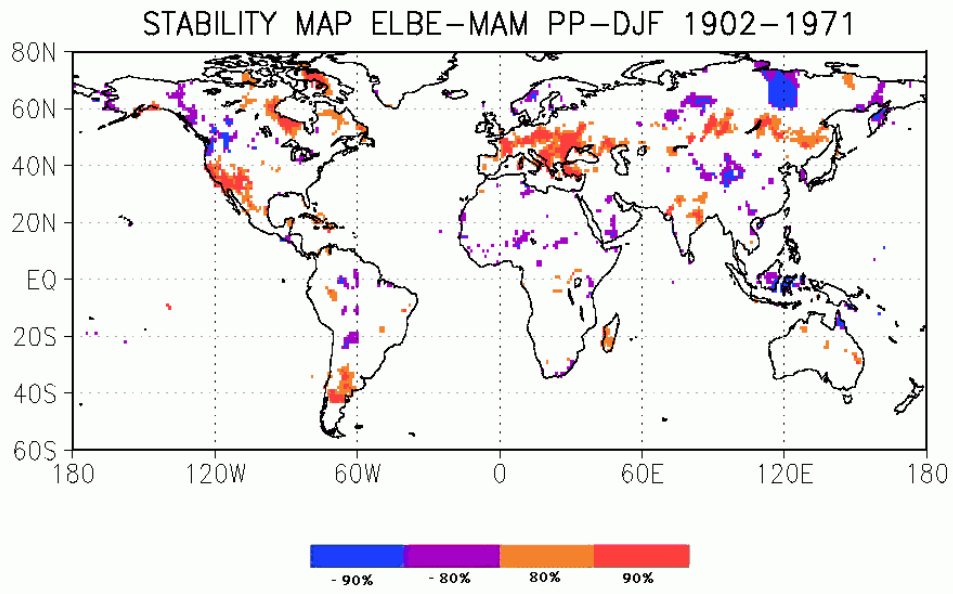 STABILITY MAP ELBE-MAM PP-DJF 1902-1971
80N
60N
40N
20N
EQ
20S
40S
60S
180 120W 60W 0 60E 120E 180
-90% -80% 80% 90%